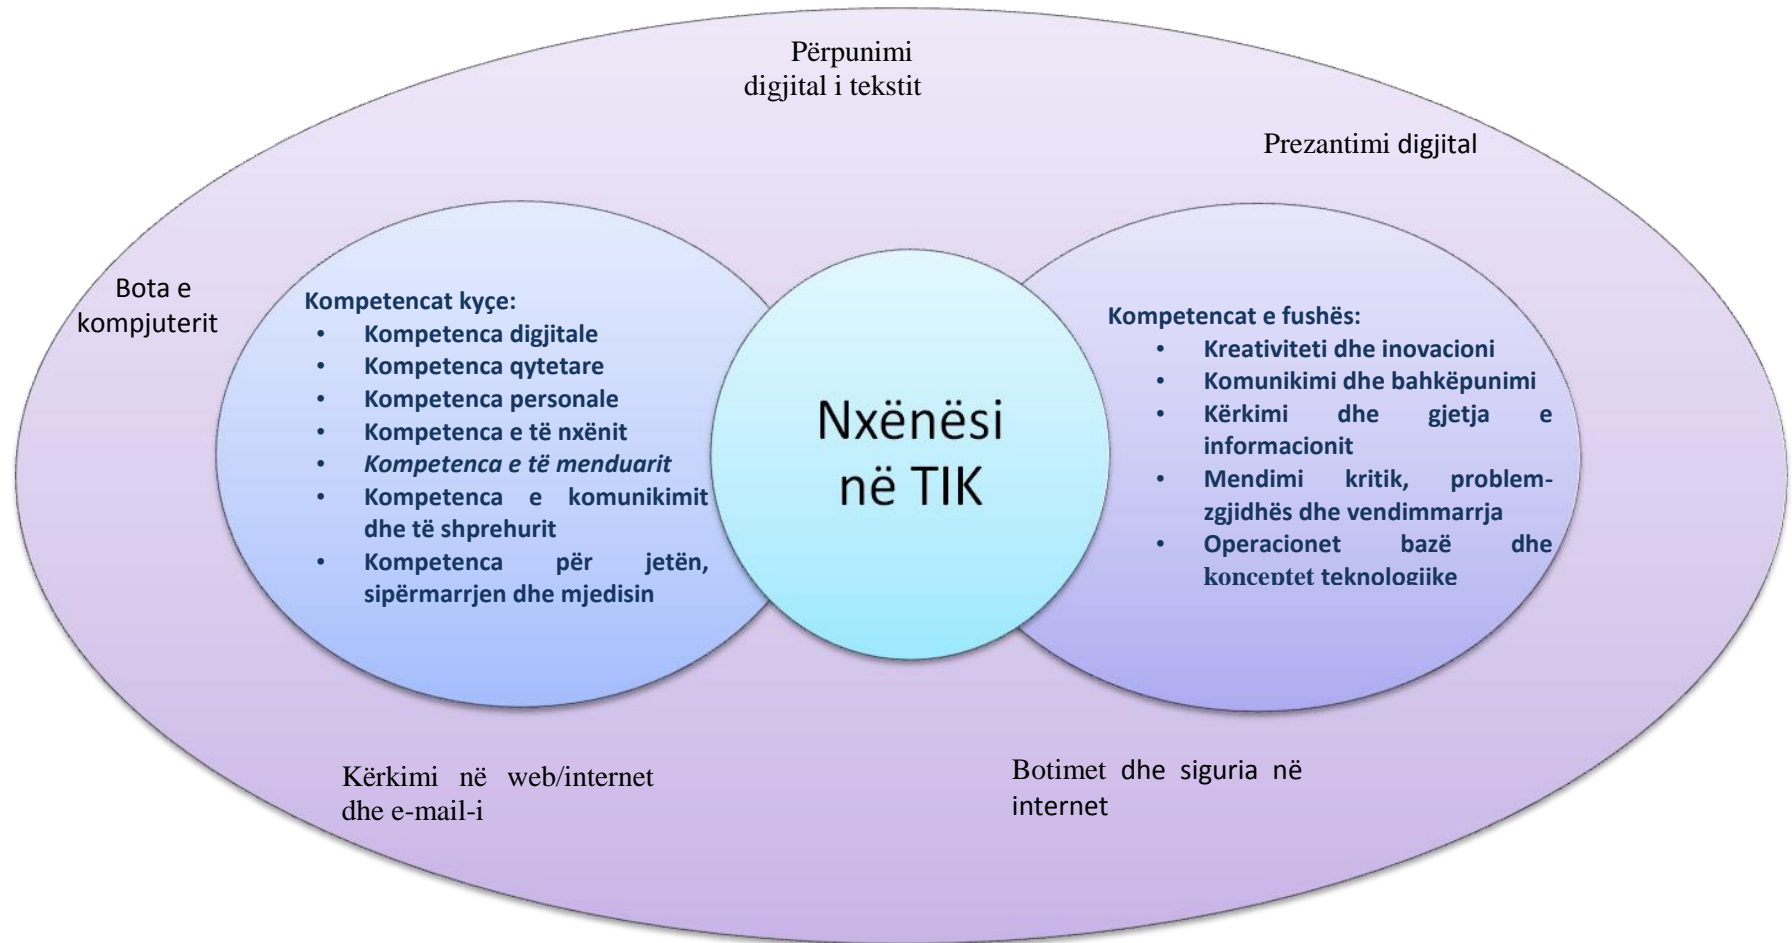 Përpunimi
digjital i tekstit
Prezantimi digjital
Bota e
kompjuterit
Kompetencat kyçe:
• Kompetenca digjitale
• Kompetenca qytetare
• Kompetenca personale
• Kompetenca e të nxënit
• Kompetenca e të menduarit
• Kompetenca e komunikimit
dhe të shprehurit
• Kompetenca për jetën,
sipërmarrjen dhe mjedisin
Nxënësi
në TIK
Kompetencat e fushës:
• Kreativiteti dhe inovacioni
• Komunikimi dhe bahkëpunimi
• Kërkimi dhe gjetja e
informacionit
• Mendimi kritik, problem-
zgjidhës dhe vendimmarrja
• Operacionet bazë dhe
konceptet teknologjike
Kërkimi në web/internet
dhe e-mail-i
Botimet dhe siguria në
internet